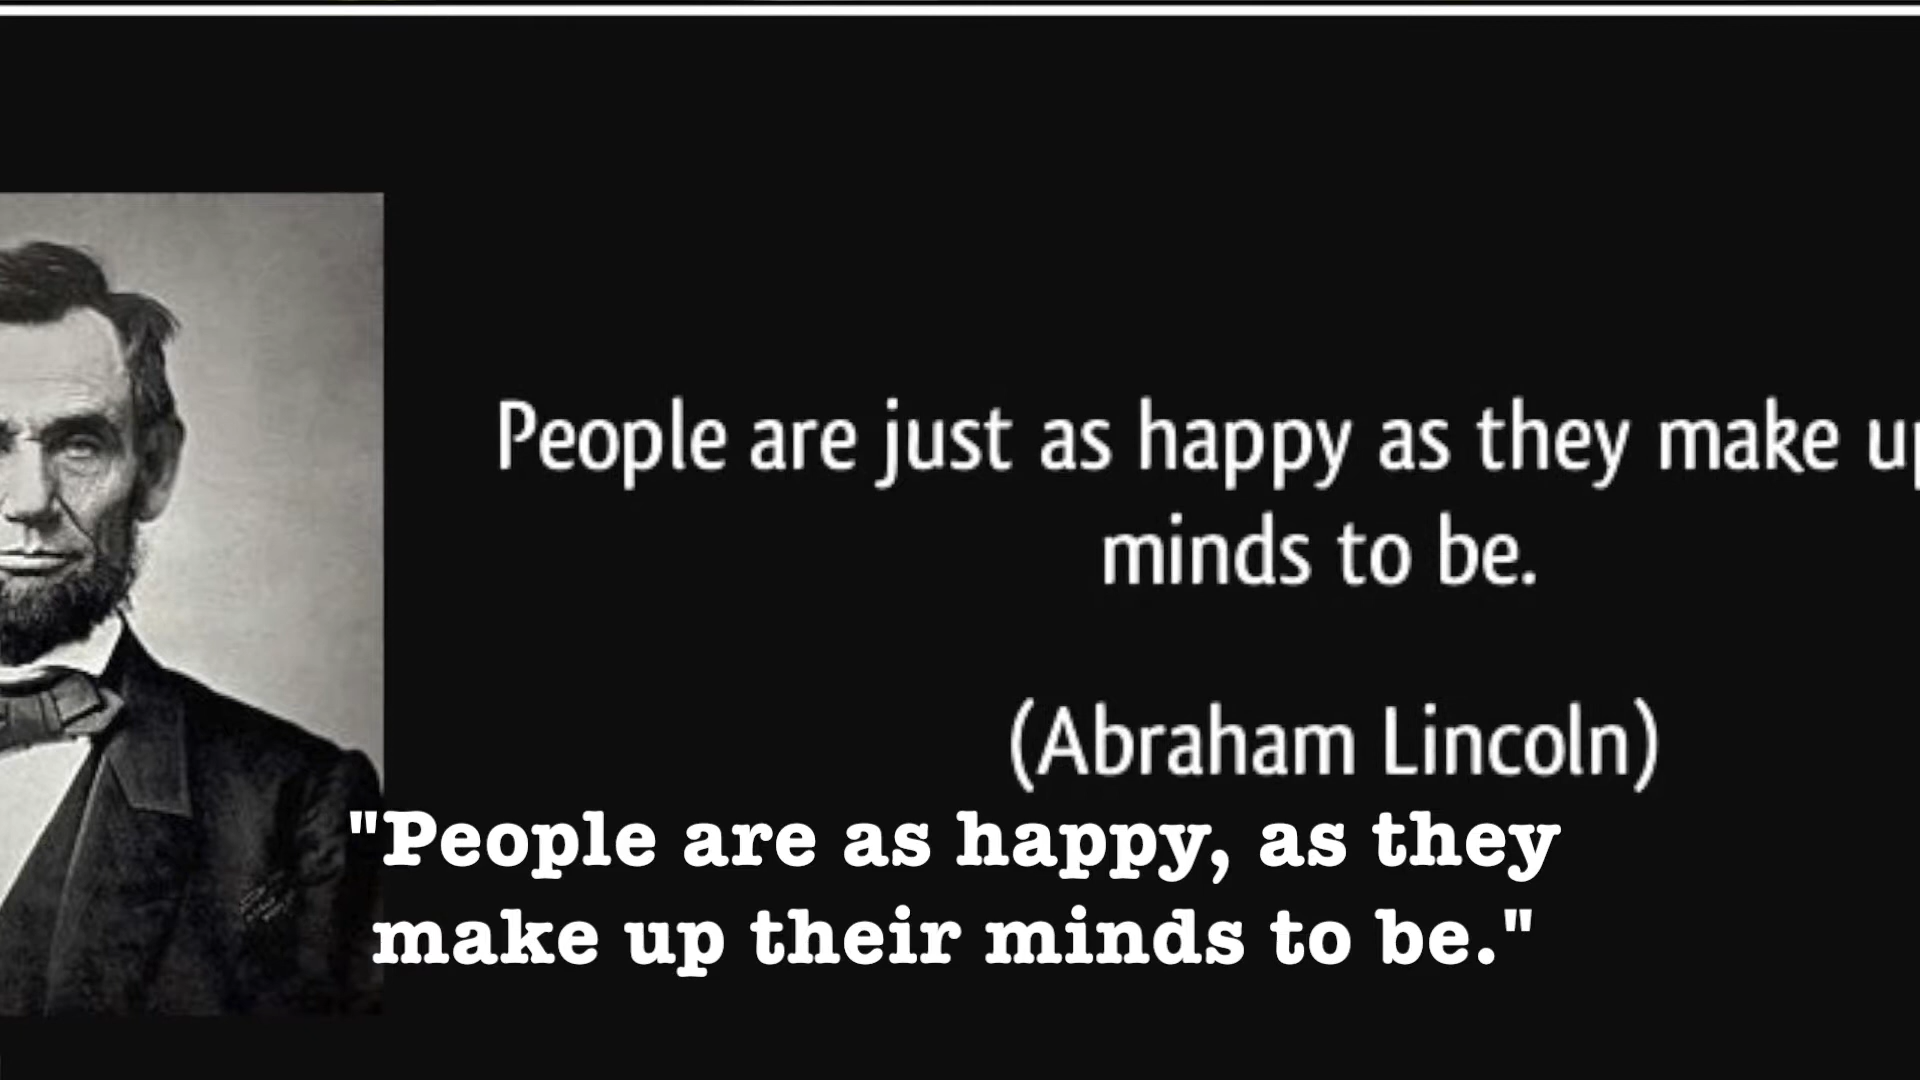 People are just as happy as they make up
minds to be.
(Abraham Lincoln)
"People are as happy, as they
make up their minds to be."